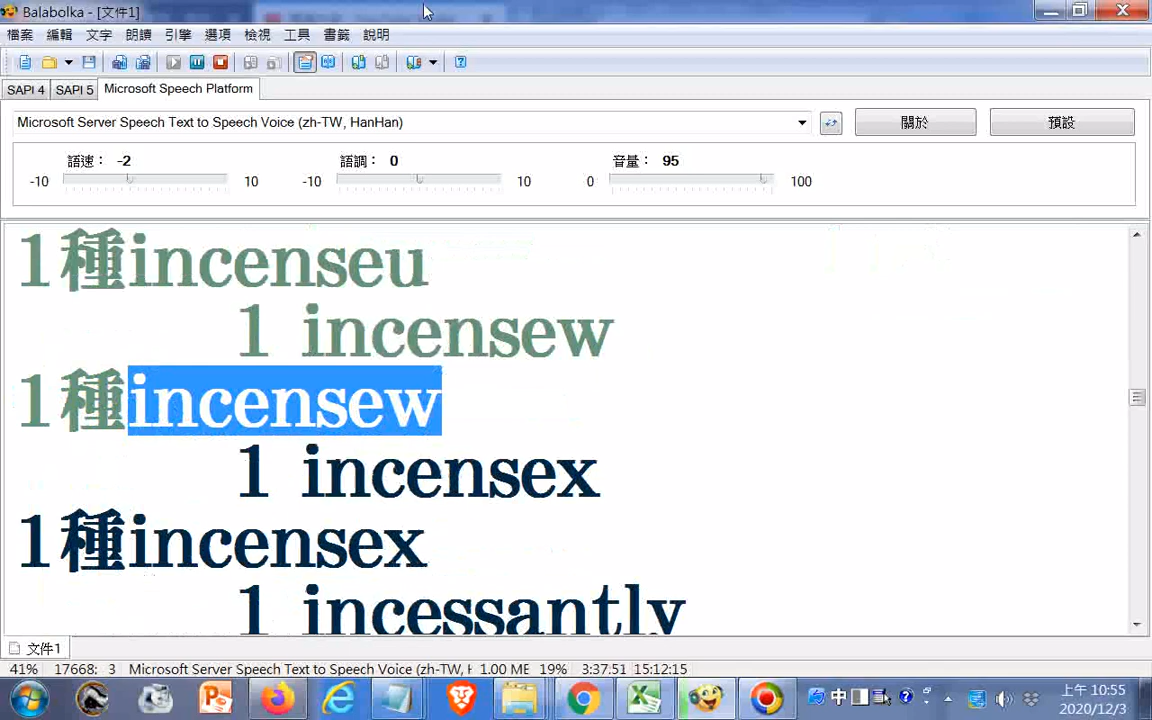 Balabolka - [文件1]
檔案 編輯 文字 朗讀 引擎 選項 檢視 工具 書籤 說明
SAPI 4 SAPI 5 Microsoft Speech Platform
Microsoft Server Speech Text to Speech Voice (zh-TW, HanHan) 關於 預設
語速： -2 語調： 0 音量： 95
-10 10 -10 10 0 100
1種incenseu
1 incensew
1種incensew
1 incensex
1種incensex
1 incessantly
文件1
41% 17668: 3 Microsoft Server Speech Text to Speech Voice (zh-TW, 1.00 ME 19% 3:37:51 15:12:15
中 上午 10:55
2020/12/3